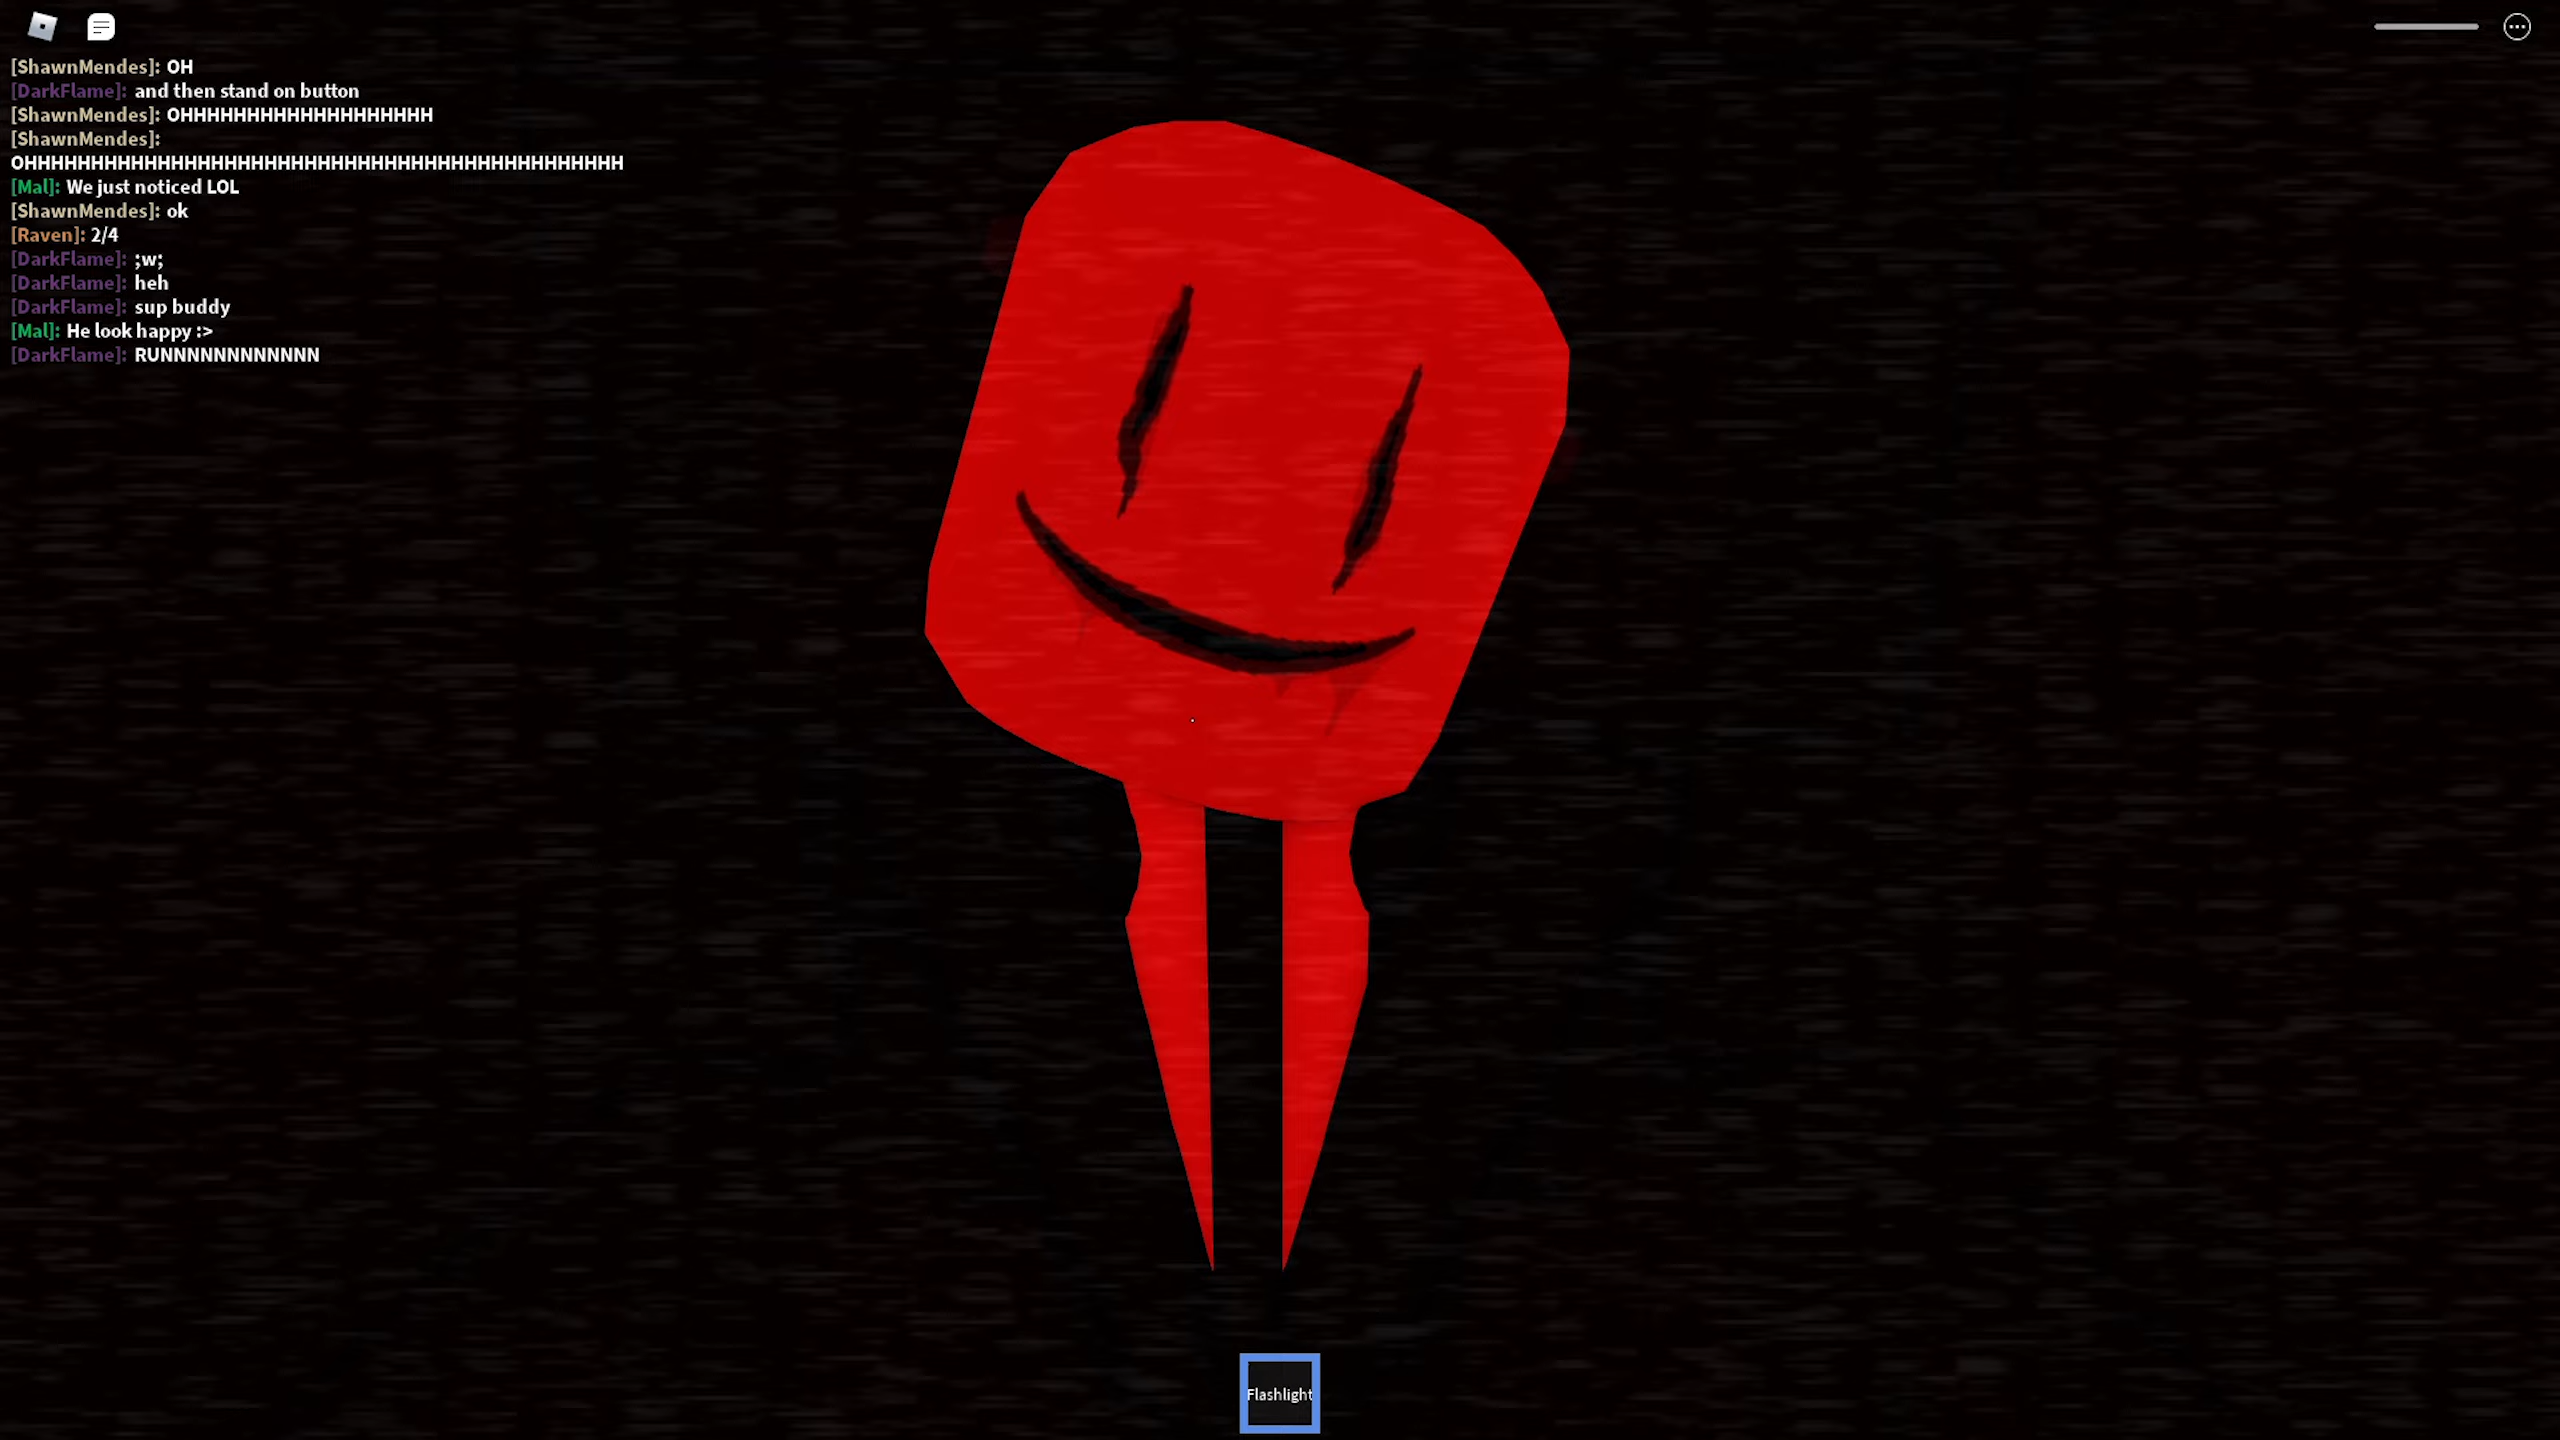 [ShawnMendes]: OH
[DarkFlame]: and then stand on button
[ShawnMendes]: OHHHHHHHHHHHHHHHHHHH
[ShawnMendes]:
OHHHHHHHHHHHHHHHHHHHHHHHHHHHHHHHHHHHHHHHHHHHHH
[Mal]: We just noticed LOL
[ShawnMendes]: ok
[Raven]: 2/4
[DarkFlame]: ;w;
[DarkFlame]: heh
[DarkFlame]: sup buddy
[Mal]: He look happy :>
[DarkFlame]: RUNNNNNNNNNNNN
Flashlight